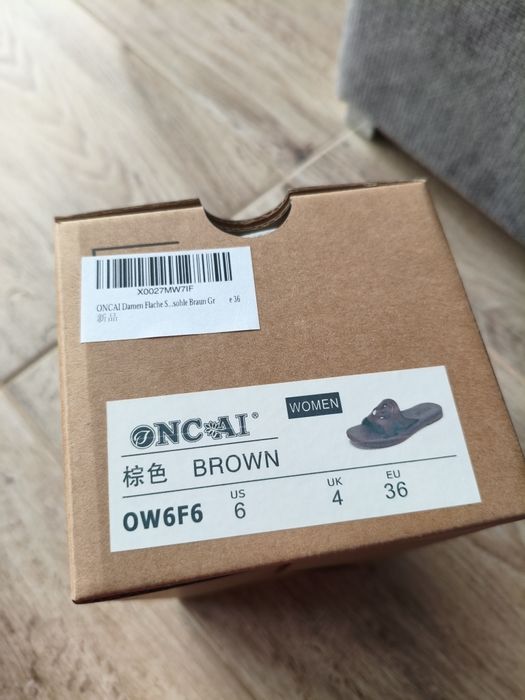 X0027MW7IF
ONCAI Damen Flache S...sohle Braun Gr e 36
新品
ONCAI®
WOMEN
棕色 BROWN
OW6F6
US 6
UK 4
EU 36